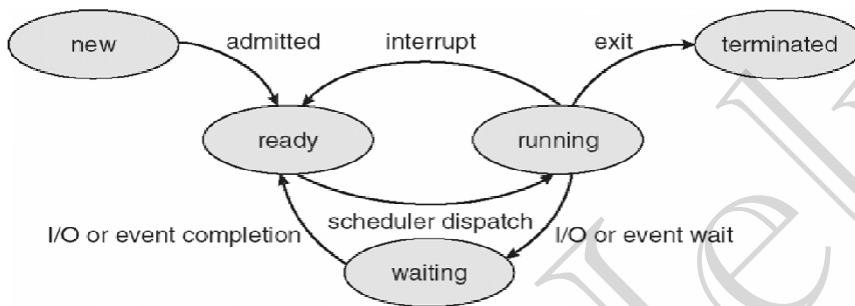 new
admitted
interrupt
exit
terminated
ready
running
I/O or event completion
scheduler dispatch
I/O or event wait
waiting